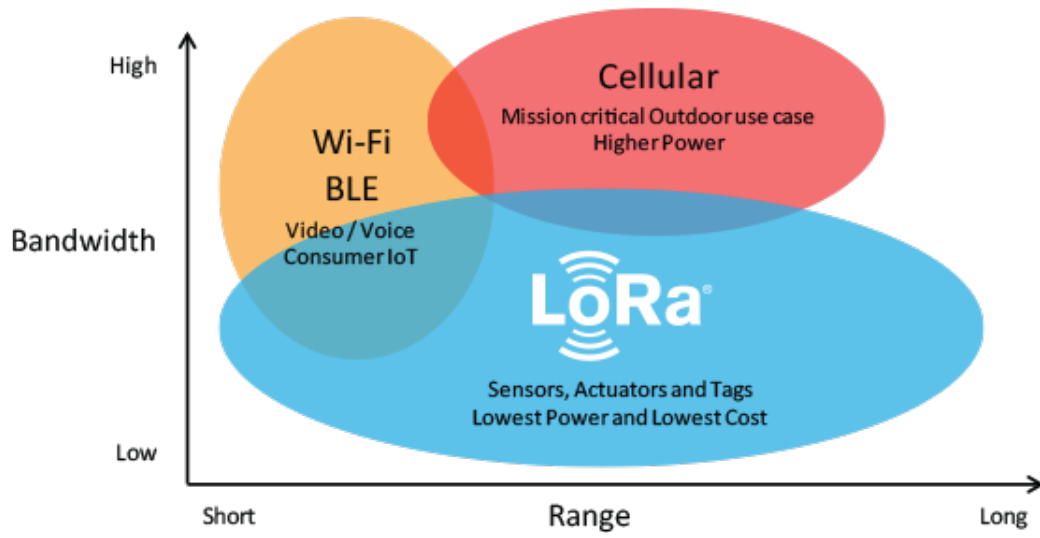 High
Cellular
Mission critical Outdoor use case
Higher Power
Wi-Fi
BLE
Video / Voice
Consumer IoT
Bandwidth
LoRa®
Sensors, Actuators and Tags
Lowest Power and Lowest Cost
Low
Short
Range
Long